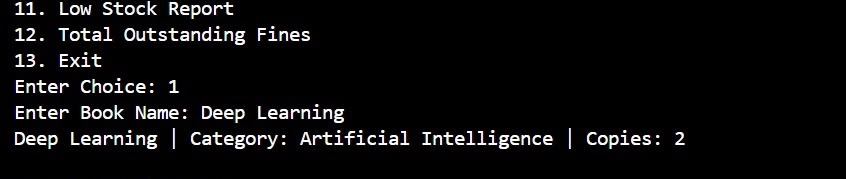 11. Low Stock Report
12. Total Outstanding Fines
13. Exit
Enter Choice: 1
Enter Book Name: Deep Learning
Deep Learning | Category: Artificial Intelligence | Copies: 2